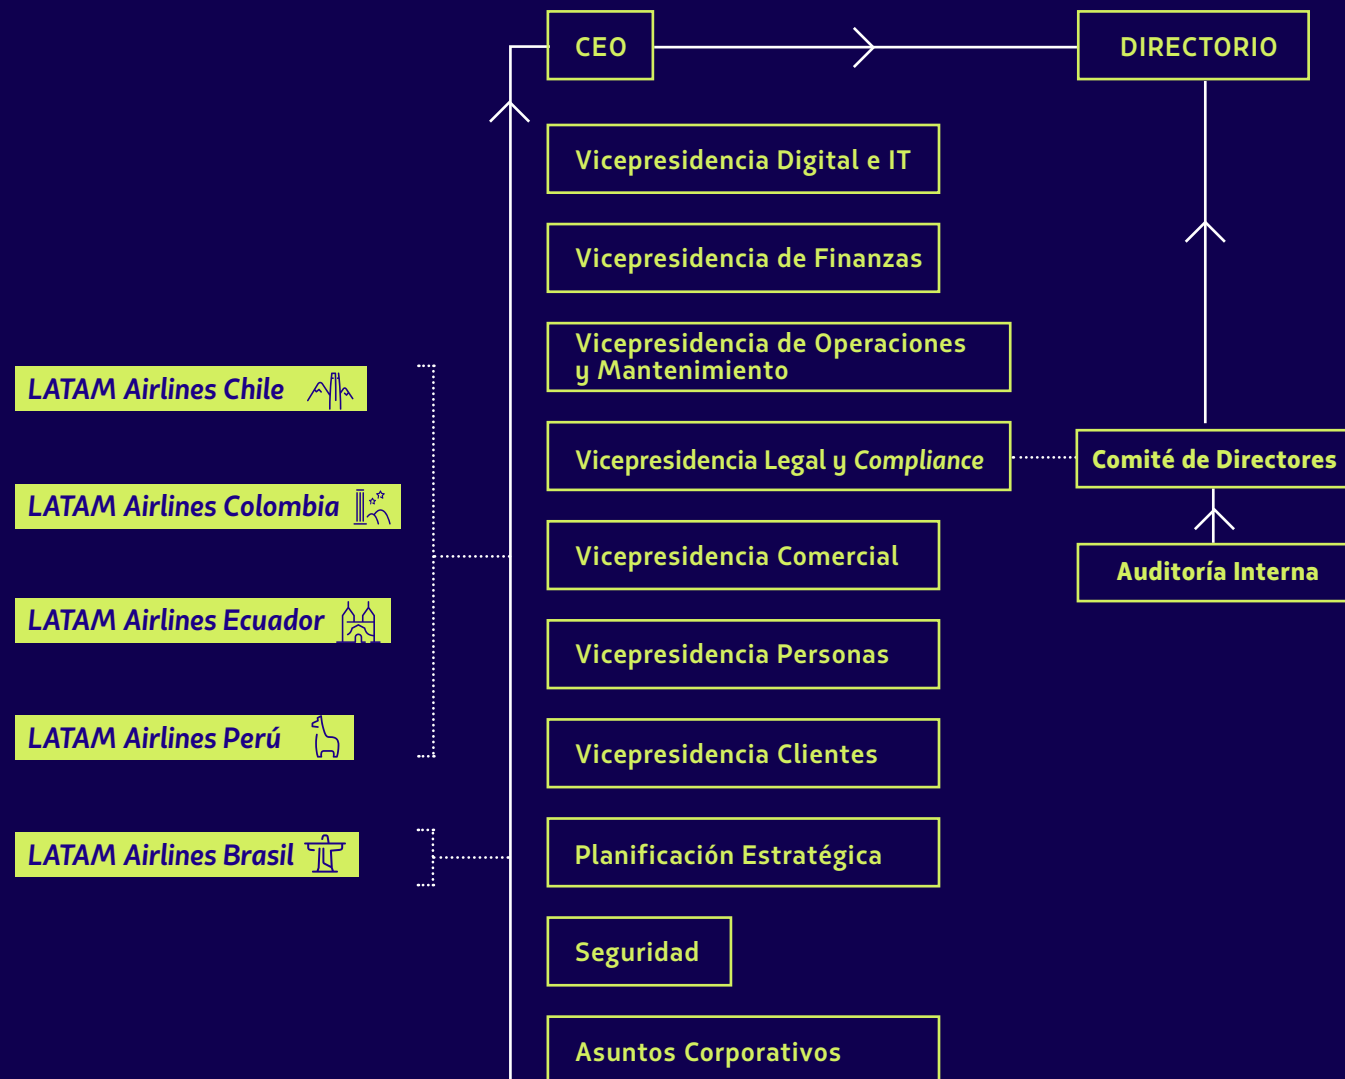 CEO
DIRECTORIO
Vicepresidencia Digital e IT
Vicepresidencia de Finanzas
Vicepresidencia de Operaciones
y Mantenimiento
Vicepresidencia Legal y Compliance
Comité de Directores
Vicepresidencia Comercial
Auditoría Interna
Vicepresidencia Personas
Vicepresidencia Clientes
Planificación Estratégica
Seguridad
Asuntos Corporativos
LATAM Airlines Chile
LATAM Airlines Colombia
LATAM Airlines Ecuador
LATAM Airlines Perú
LATAM Airlines Brasil